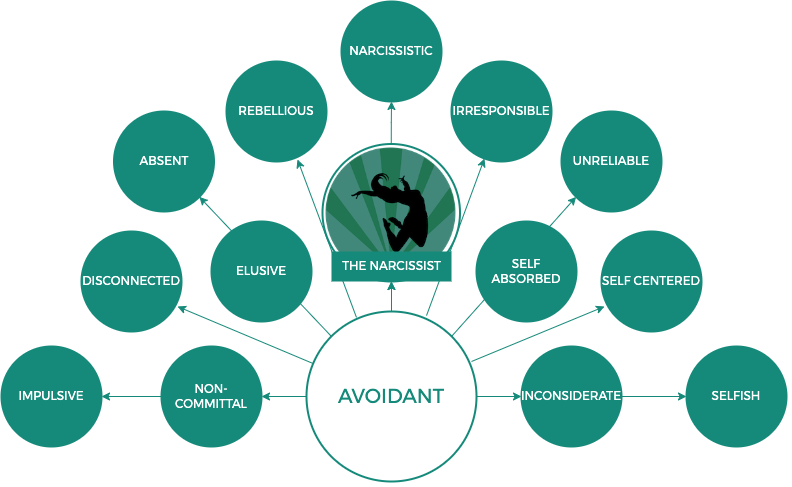 NARCISSISTIC
REBELLIOUS
IRRESPONSIBLE
ABSENT
UNRELIABLE
THE NARCISSIST
ELUSIVE
SELF
ABSORBED
DISCONNECTED
SELF CENTERED
AVOIDANT
IMPULSIVE
NON-
COMMITTAL
INCONSIDERATE
SELFISH